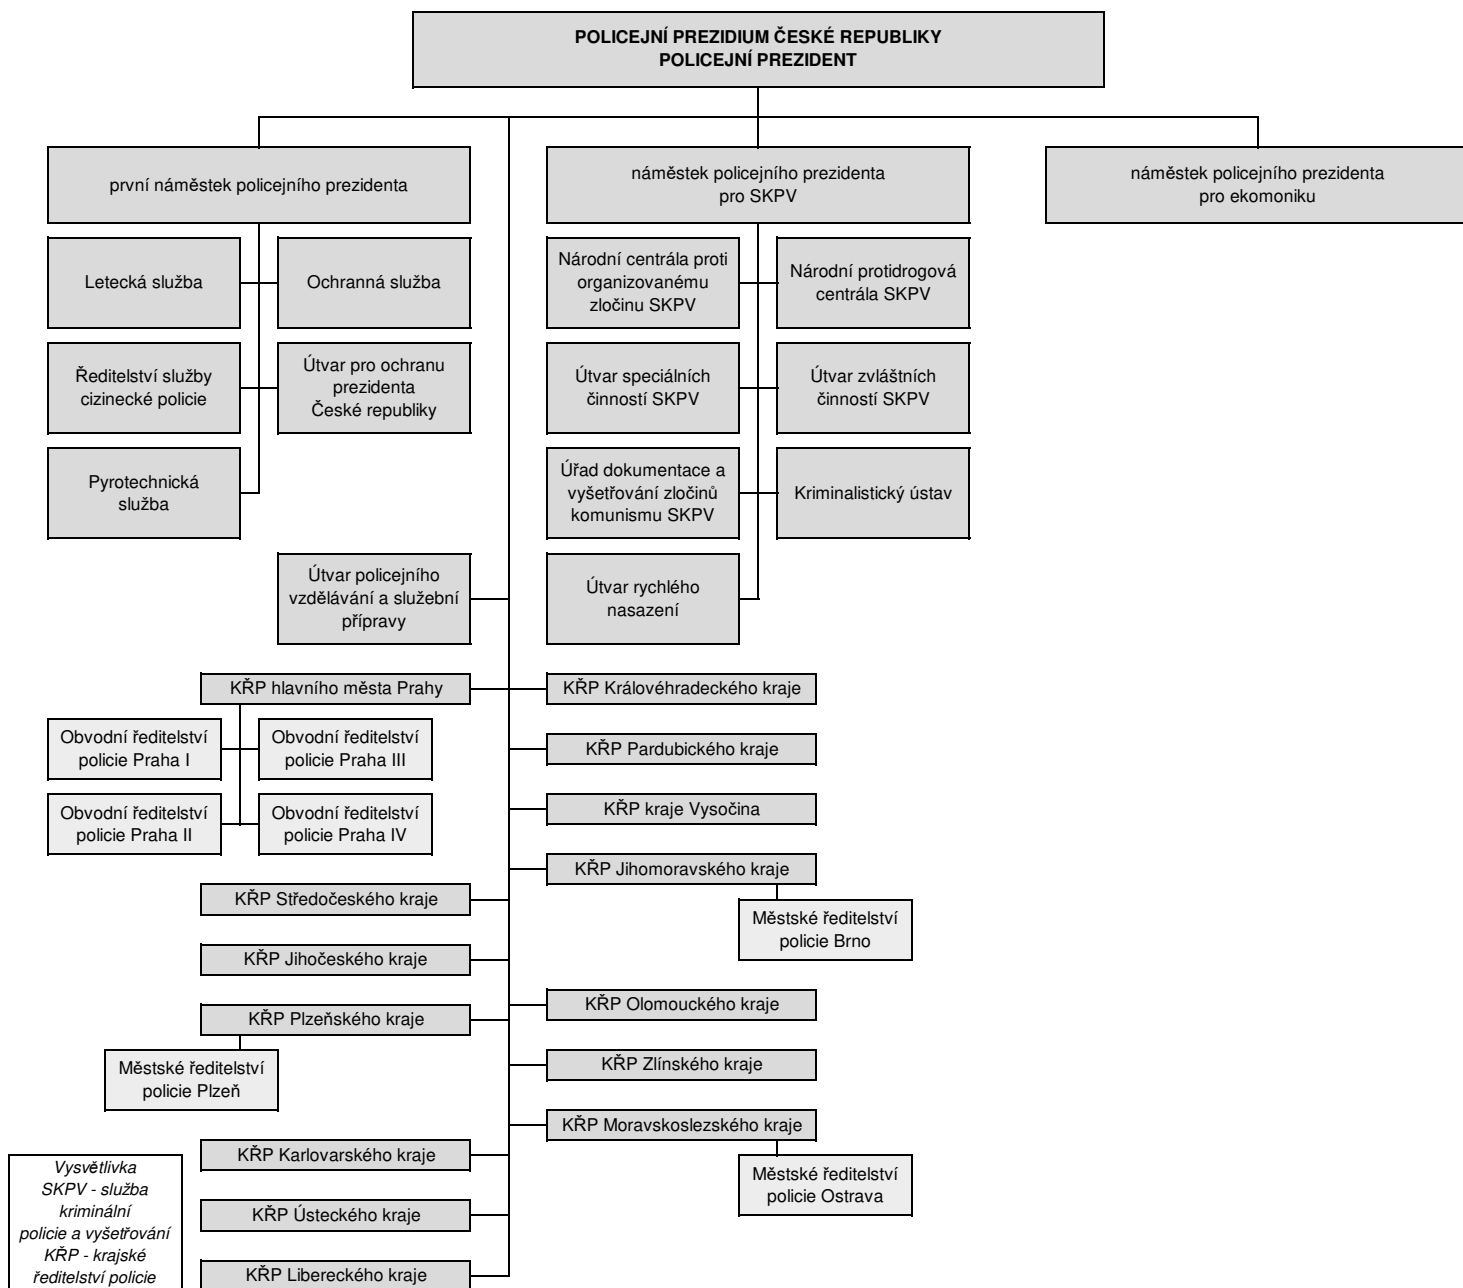 POLICEJNÍ PREZIDIUM ČESKÉ REPUBLIKY
POLICEJNÍ PREZIDENT
první náměstek policejního prezidenta
náměstek policejního prezidenta
pro SKPV
náměstek policejního prezidenta
pro ekomoniku
Letecká služba
Ochranná služba
Národní centrála proti
organizovanému
zločinu SKPV
Národní protidrogová
centrála SKPV
Ředitelství služby
cizinecké policie
Útvar pro ochranu
prezidenta
České republiky
Útvar speciálních
činností SKPV
Útvar zvláštních
činností SKPV
Pyrotechnická
služba
Úřad dokumentace a
vyšetřování zločinů
komunismu SKPV
Kriminalistický ústav
Útvar policejního
vzdělávání a služební
přípravy
Útvar rychlého
nasazení
KŘP hlavního města Prahy
KŘP Královéhradeckého kraje
Obvodní ředitelství
policie Praha I
Obvodní ředitelství
policie Praha III
KŘP Pardubického kraje
Obvodní ředitelství
policie Praha II
Obvodní ředitelství
policie Praha IV
KŘP kraje Vysočina
KŘP Jihomoravského kraje
KŘP Středočeského kraje
Městské ředitelství
policie Brno
KŘP Jihočeského kraje
KŘP Olomouckého kraje
KŘP Plzeňského kraje
Městské ředitelství
policie Plzeň
KŘP Zlínského kraje
KŘP Moravskoslezského kraje
KŘP Karlovarského kraje
Městské ředitelství
policie Ostrava
KŘP Ústeckého kraje
KŘP Libereckého kraje
Vysvětlivka
SKPV - služba
kriminální
policie a vyšetřování
KŘP - krajské
ředitelství policie